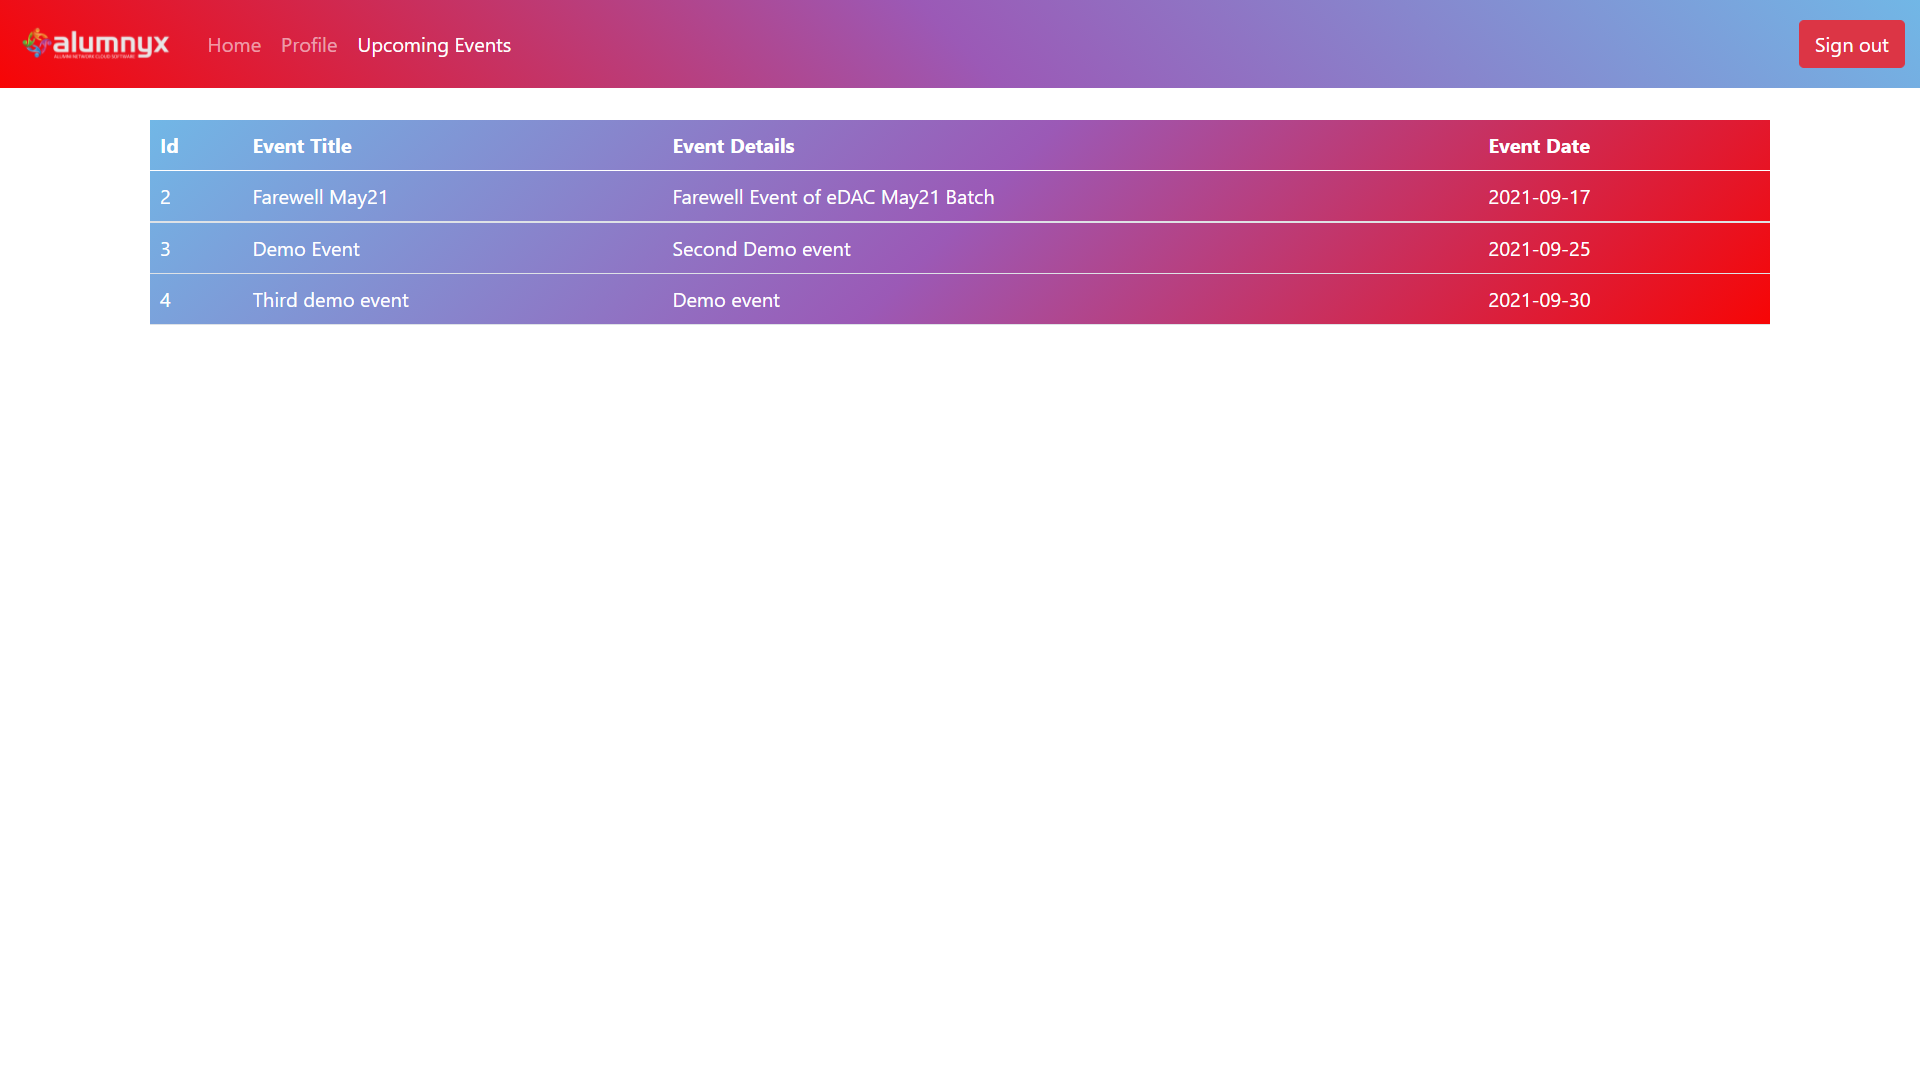 alumnyx Home Profile Upcoming Events Sign out
ALUMNI NETWORK CLOUD SOFTWARE
Id Event Title Event Details Event Date
2 Farewell May21 Farewell Event of eDAC May21 Batch 2021-09-17
3 Demo Event Second Demo event 2021-09-25
4 Third demo event Demo event 2021-09-30